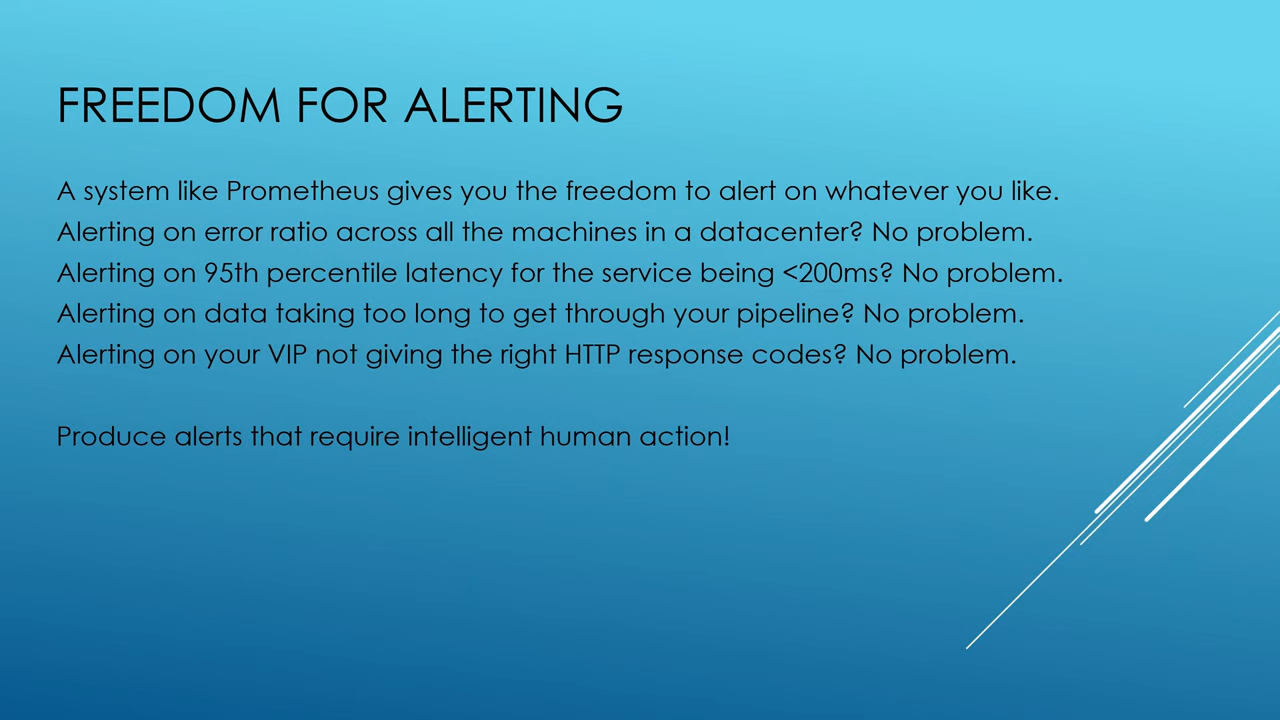 FREEDOM FOR ALERTING
A system like Prometheus gives you the freedom to alert on whatever you like.
Alerting on error ratio across all the machines in a datacenter? No problem.
Alerting on 95th percentile latency for the service being <200ms? No problem.
Alerting on data taking too long to get through your pipeline? No problem.
Alerting on your VIP not giving the right HTTP response codes? No problem.
Produce alerts that require intelligent human action!